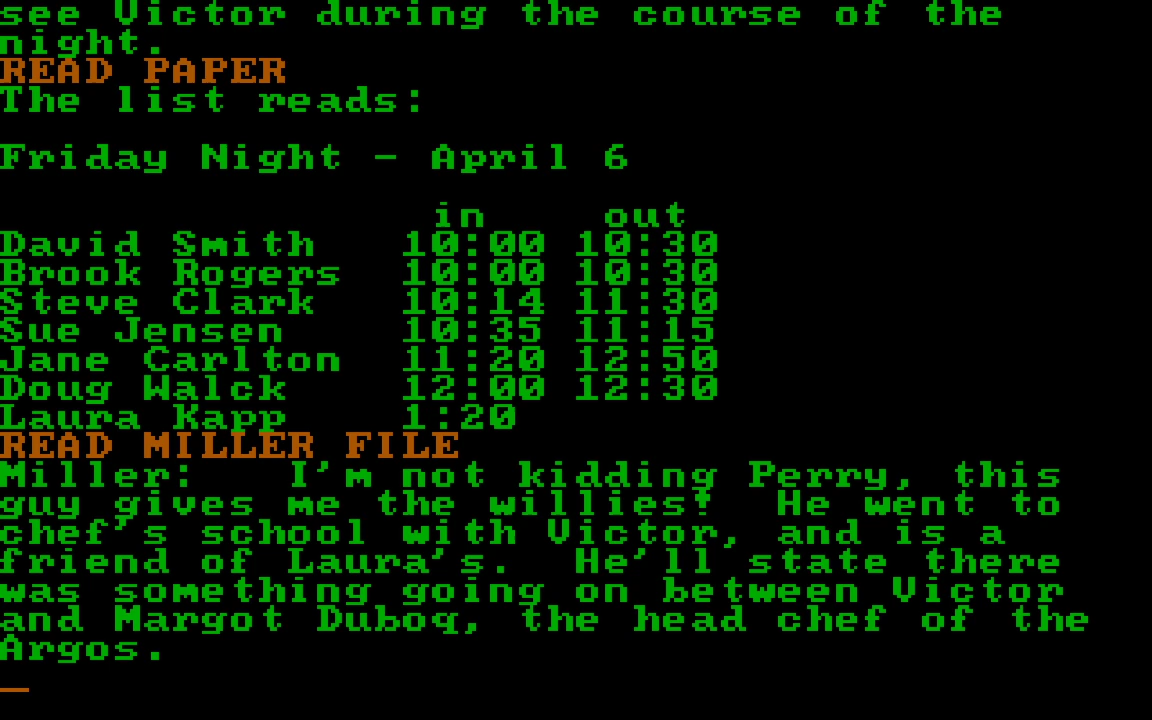 see Victor during the course of the
night.
READ PAPER
The list reads:
Friday Night - April 6
in out
David Smith 10:00 10:30
Brook Rogers 10:00 10:30
Steve Clark 10:14 11:30
Sue Jensen 10:35 11:15
Jane Carlton 11:20 12:50
Doug Walck 12:00 12:30
Laura Kapp 1:20
READ MILLER FILE
Miller: I'm not kidding Perry, this
guy gives me the willies! He went to
chef's school with Victor, and is a
friend of Laura's. He'll state there
was something going on between Victor
and Margot Duboq, the head chef of the
Argos.